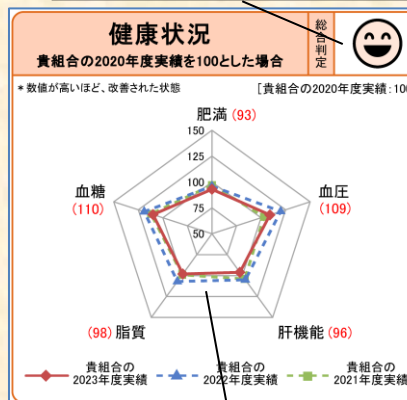 健康状況
貴組合の2020年度実績を100とした場合
総合判定
*数値が高いほど、改善された状態
[貴組合の2020年度実績:100
肥満(93)
150
125
100
75
50
血糖
(110)
血圧
(109)
(98)脂質
肝機能(96)
貴組合の
2023年度実績
貴組合の
2022年度実績
貴組合の
2021年度実績